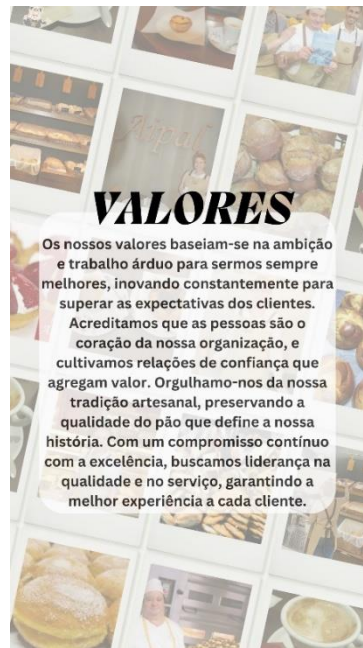 VALORES
Os nossos valores baseiam-se na ambição
e trabalho árduo para sermos sempre
melhores, inovando constantemente para
superar as expectativas dos clientes.
Acreditamos que as pessoas são o
coração da nossa organização, e
cultivamos relações de confiança que
agregam valor. Orgulhamo-nos da nossa
tradição artesanal, preservando a
qualidade do pão que define a nossa
história. Com um compromisso contínuo
com a excelência, buscamos liderança na
qualidade e no serviço, garantindo a
melhor experiência a cada cliente.